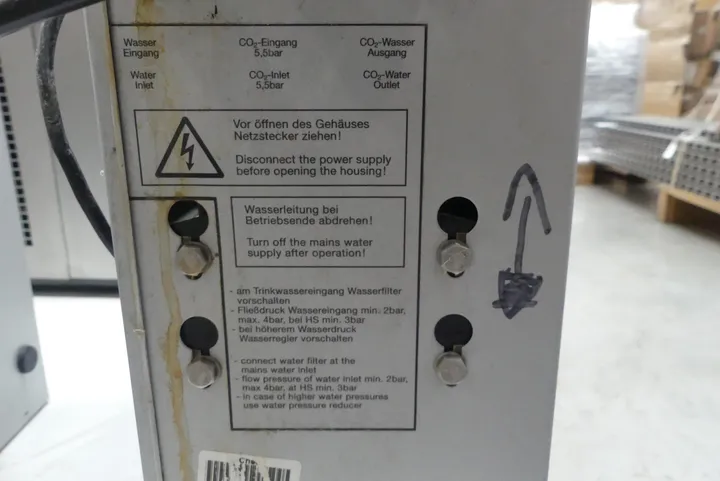 Wasser CO₂-Eingang CO₂-Wasser
Eingang 5,5bar Ausgang
Water CO₂-Inlet CO₂-Water
Inlet 5,5bar Outlet
Vor öffnen des Gehäuses
Netzstecker ziehen!
Disconnect the power supply
before opening the housing!
Wasserleitung bei
Betriebsende abdrehen!
Turn off the mains water
supply after operation!
- am Trinkwassereingang Wasserfilter
vorschalten
- Fließdruck Wassereingang min. 2bar,
max. 4bar, bei HS min. 3bar
- bei höherem Wasserdruck
Wasserregler vorschalten
- connect water filter at the
mains water inlet
- flow pressure of water inlet min. 2bar,
max 4bar, at HS min. 3bar
- in case of higher water pressures
use water pressure reducer